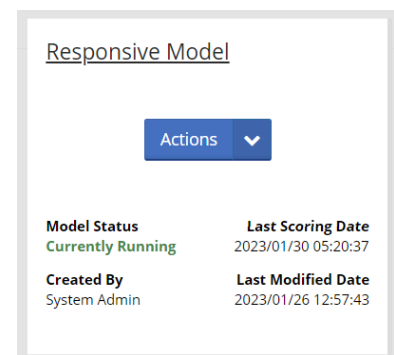 Responsive Model
Actions
Model Status Last Scoring Date
Currently Running 2023/01/30 05:20:37
Created By Last Modified Date
System Admin 2023/01/26 12:57:43